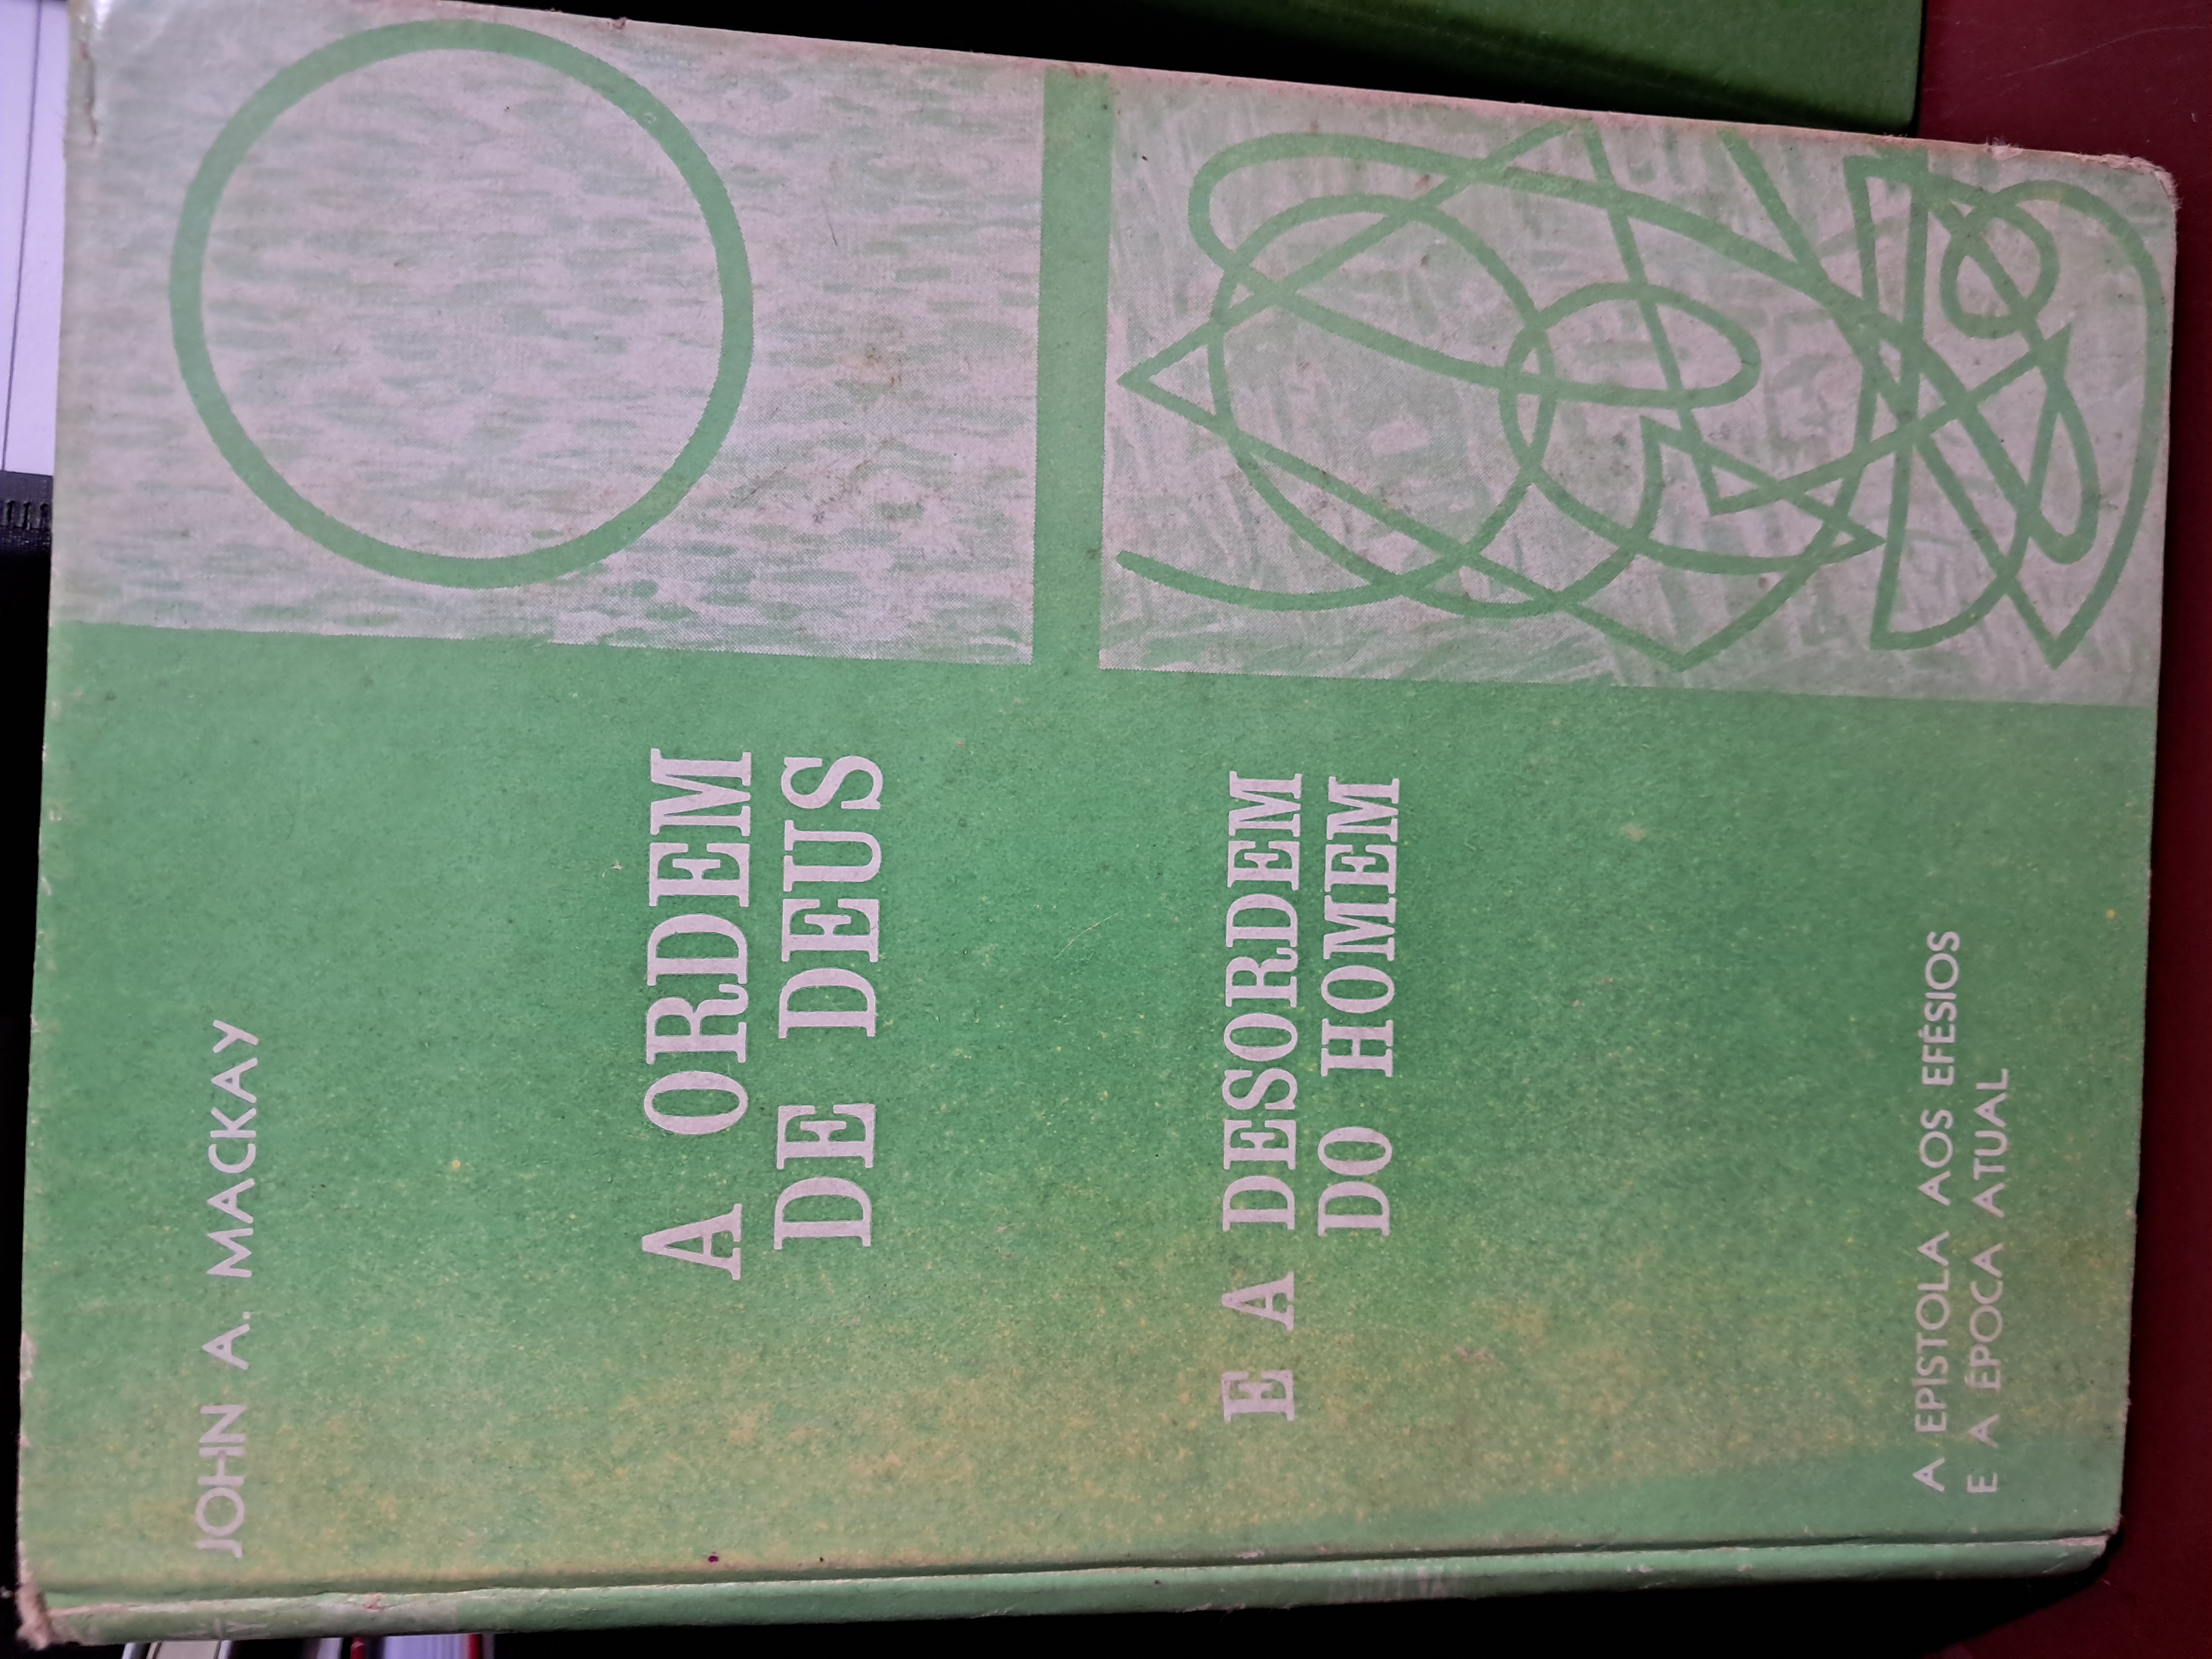 JOHN A. MACKAY
A ORDEM
DE DEUS
E A DESORDEM
DO HOMEM
A EPÍSTOLA AOS EFÉSIOS
E A ÉPOCA ATUAL